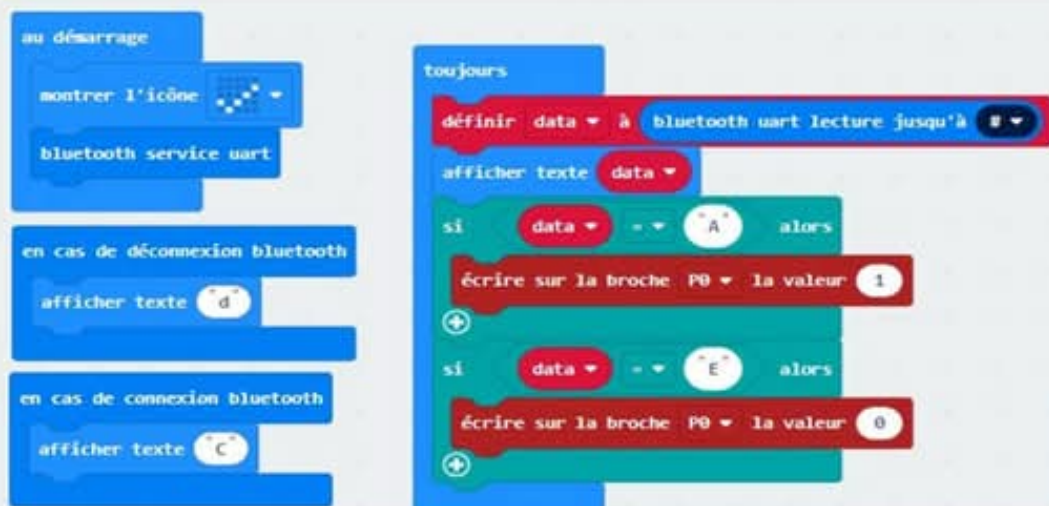 au démarrage
montrer l'icône
bluetooth service uart
en cas de déconnexion bluetooth
afficher texte "d"
en cas de connexion bluetooth
afficher texte "C"
toujours
définir data à bluetooth uart lecture jusqu'à #
afficher texte data
si data = "A" alors
écrire sur la broche P0 la valeur 1
si data = "E" alors
écrire sur la broche P0 la valeur 0